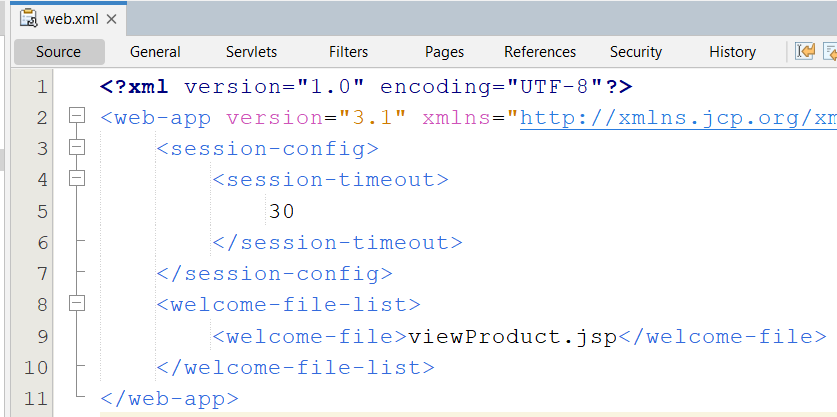 web.xml
Source General Servlets Filters Pages References Security History
1 <?xml version="1.0" encoding="UTF-8"?>
2 <web-app version="3.1" xmlns="http://xmlns.jcp.org/xm
3 <session-config>
4 <session-timeout>
5 30
6 </session-timeout>
7 </session-config>
8 <welcome-file-list>
9 <welcome-file>viewProduct.jsp</welcome-file>
10 </welcome-file-list>
11 </web-app>